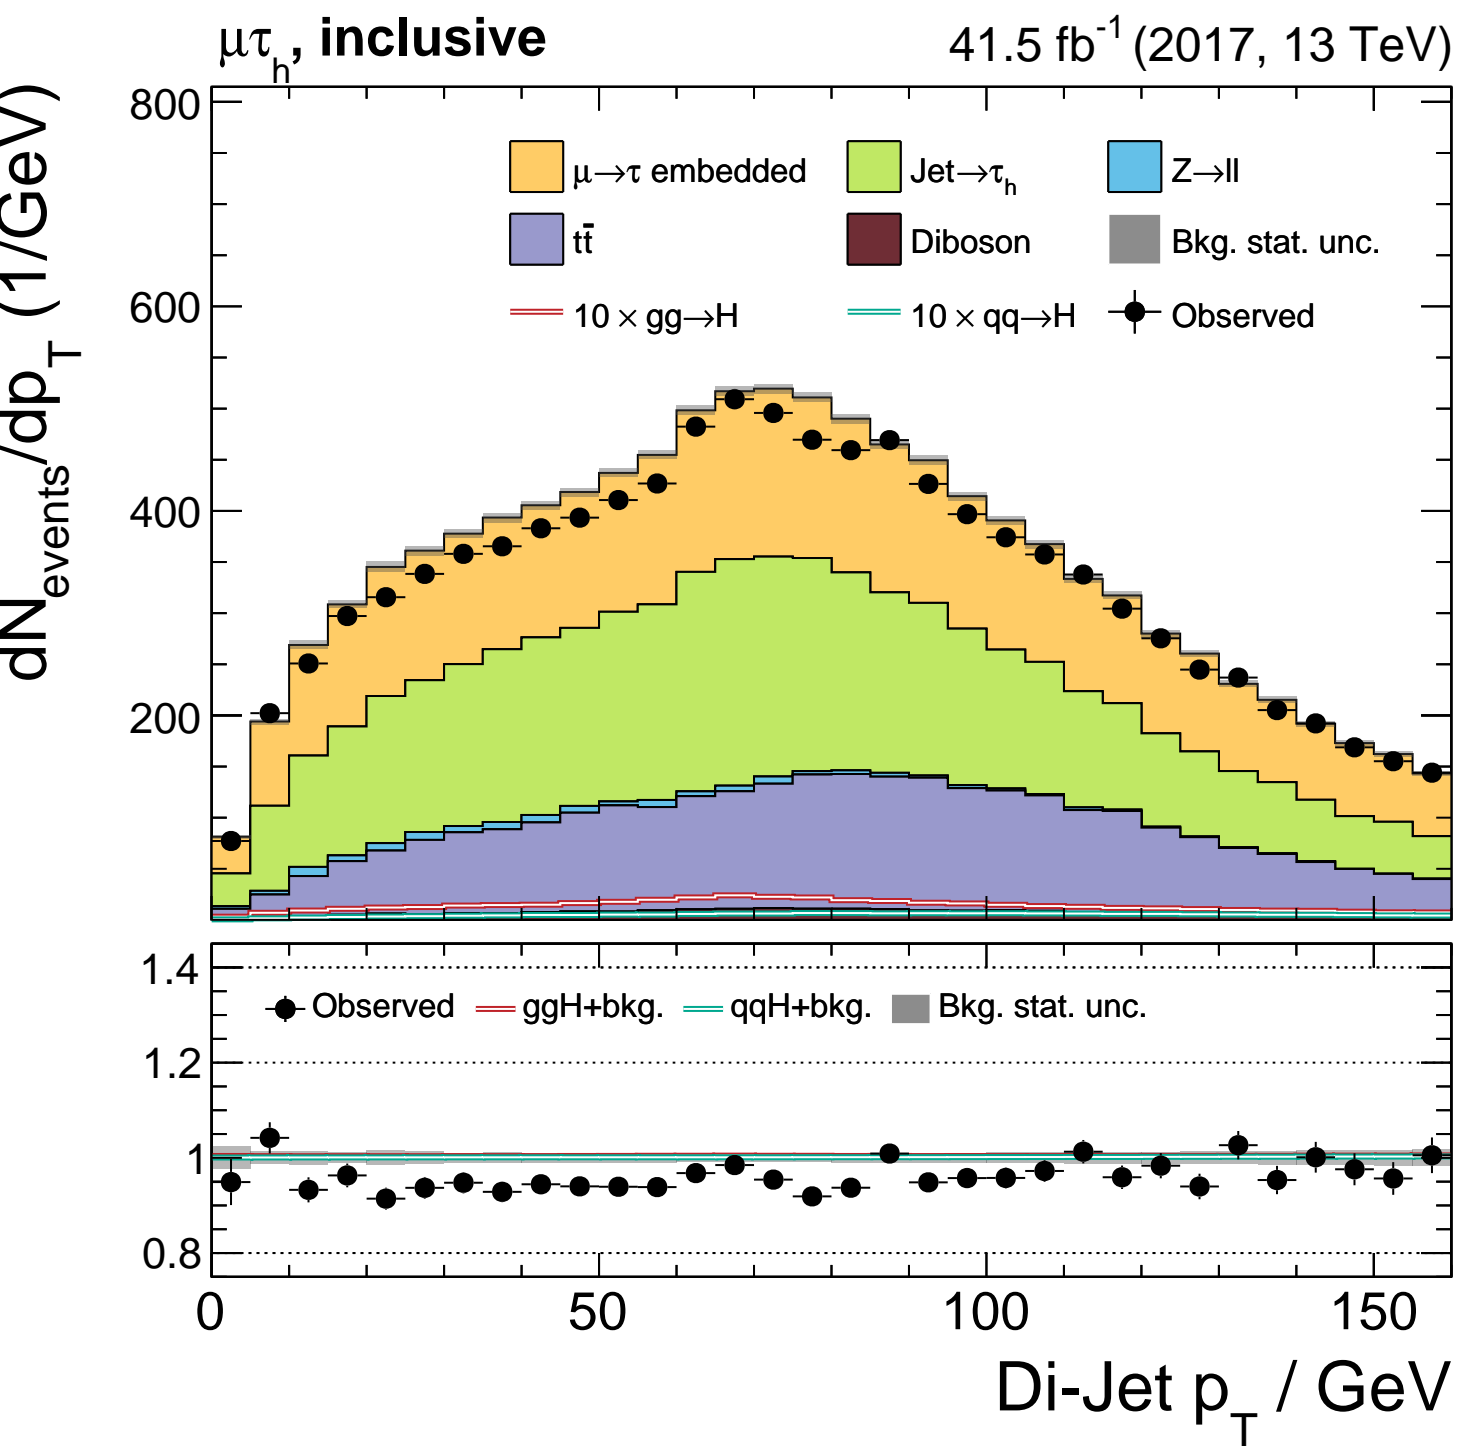 μτh, inclusive
41.5 fb-1 (2017, 13 TeV)
dNevents/dpT (1/GeV)
800
600
400
200
μ→τ embedded
Jet→τh
Z→ll
tt̄
Diboson
Bkg. stat. unc.
10 × gg→H
10 × qq→H
Observed
1.4
1.2
1
0.8
Observed
ggH+bkg.
qqH+bkg.
Bkg. stat. unc.
0
50
100
150
Di-Jet pT / GeV